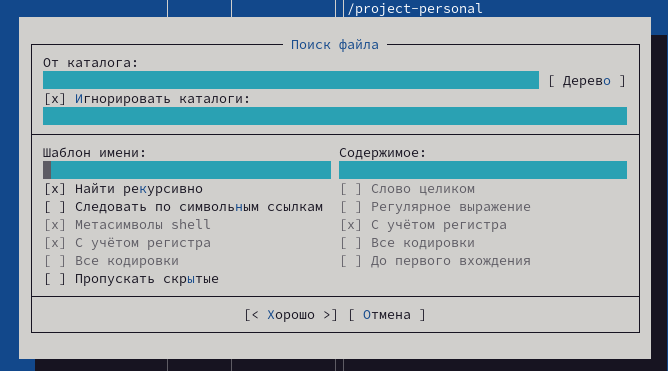 /project-personal
Поиск файла
От каталога:
[ Дерево ]
[x] Игнорировать каталоги:
Шаблон имени: Содержимое:
[x] Найти рекурсивно [ ] Слово целиком
[ ] Следовать по символьным ссылкам [ ] Регулярное выражение
[x] Метасимволы shell [x] С учётом регистра
[x] С учётом регистра [ ] Все кодировки
[ ] Все кодировки [ ] До первого вхождения
[ ] Пропускать скрытые
[< Хорошо >] [ Отмена ]